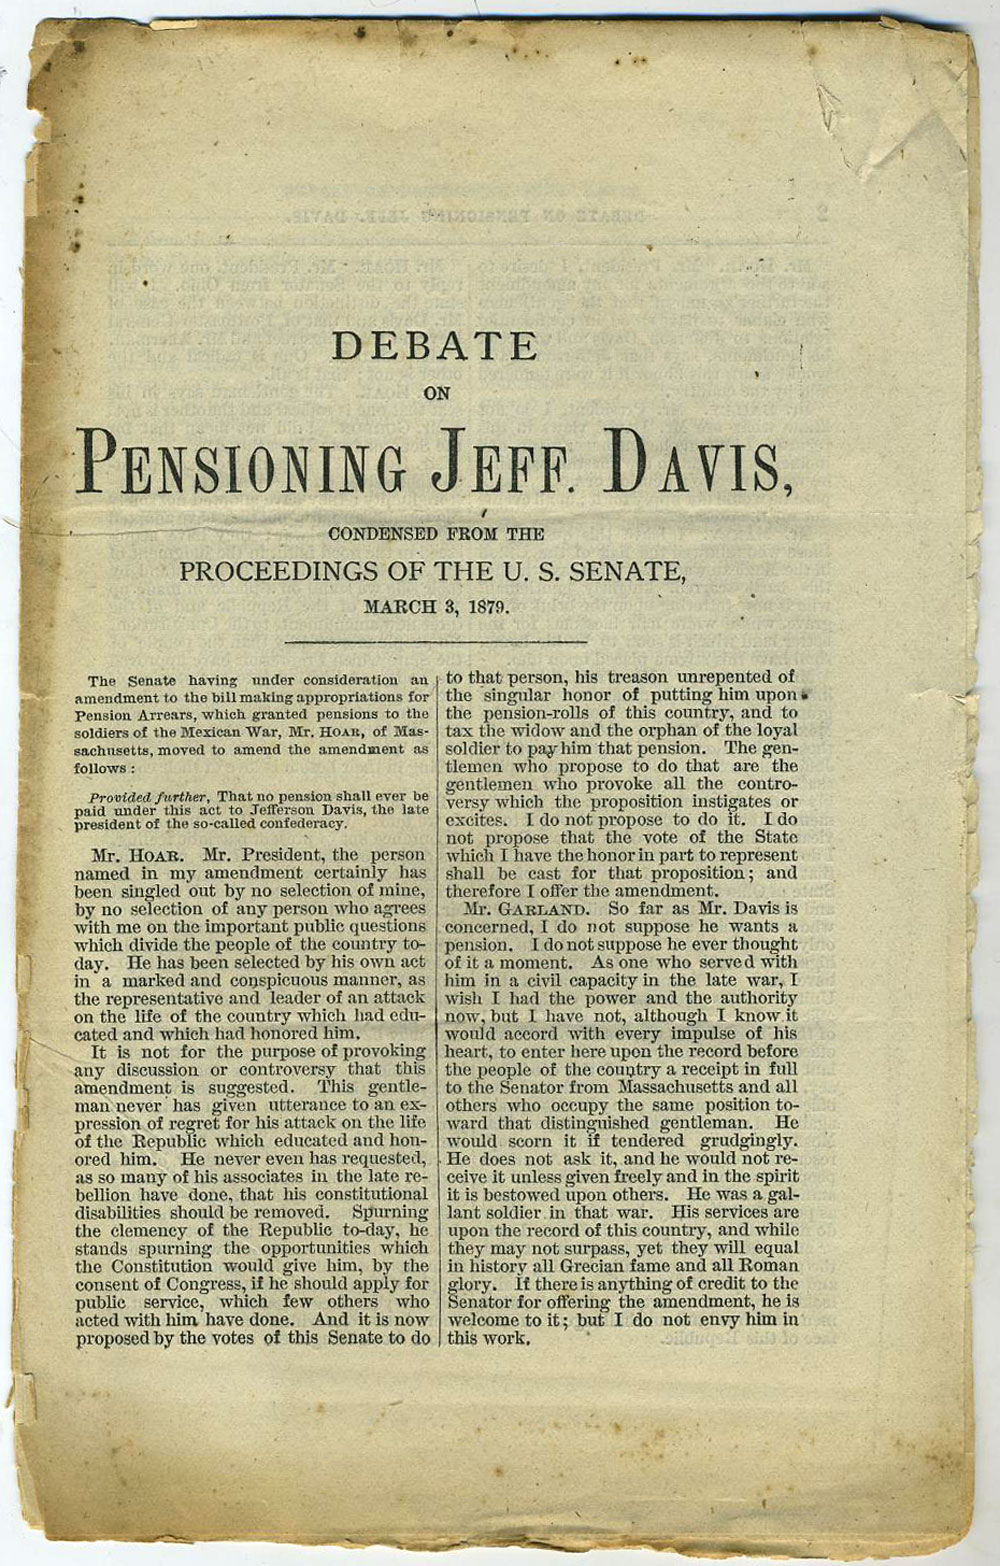 DEBATE
ON
PENSIONING JEFF. DAVIS,
CONDENSED FROM THE
PROCEEDINGS OF THE U. S. SENATE,
MARCH 3, 1879.
The Senate having under consideration an
amendment to the bill making appropriations for
Pension Arrears, which granted pensions to the
soldiers of the Mexican War, Mr. HOAR, of Mas-
sachusetts, moved to amend the amendment as
follows:
Provided further, That no pension shall ever be
paid under this act to Jefferson Davis, the late
president of the so-called confederacy.
Mr. HOAR. Mr. President, the person
named in my amendment certainly has
been singled out by no selection of mine,
by no selection of any person who agrees
with me on the important public questions
which divide the people of the country to-
day. He has been selected by his own act
in a marked and conspicuous manner, as
the representative and leader of an attack
on the life of the country which had edu-
cated and which had honored him.
It is not for the purpose of provoking
any discussion or controversy that this
amendment is suggested. This gentle-
man never has given utterance to an ex-
pression of regret for his attack on the life
of the Republic which educated and hon-
ored him. He never even has requested,
as so many of his associates in the late re-
bellion have done, that his constitutional
disabilities should be removed. Spurning
the clemency of the Republic to-day, he
stands spurning the opportunities which
the Constitution would give him, by the
consent of Congress, if he should apply for
public service, which few others who
acted with him have done. And it is now
proposed by the votes of this Senate to do
to that person, his treason unrepented of
the singular honor of putting him upon
the pension-rolls of this country, and to
tax the widow and the orphan of the loyal
soldier to pay him that pension. The gen-
tlemen who propose to do that are the
gentlemen who provoke all the contro-
versy which the proposition instigates or
excites. I do not propose to do it. I do
not propose that the vote of the State
which I have the honor in part to represent
shall be cast for that proposition; and
therefore I offer the amendment.
Mr. GARLAND. So far as Mr. Davis is
concerned, I do not suppose he wants a
pension. I do not suppose he ever thought
of it a moment. As one who served with
him in a civil capacity in the late war, I
wish I had the power and the authority
now, but I have not, although I know it
would accord with every impulse of his
heart, to enter here upon the record before
the people of the country a receipt in full
to the Senator from Massachusetts and all
others who occupy the same position to-
ward that distinguished gentleman. He
would scorn it if tendered grudgingly.
He does not ask it, and he would not re-
ceive it unless given freely and in the spirit
it is bestowed upon others. He was a gal-
lant soldier in that war. His services are
upon the record of this country, and while
they may not surpass, yet they will equal
in history all Grecian fame and all Roman
glory. If there is anything of credit to the
Senator for offering the amendment, he is
welcome to it; but I do not envy him in
this work.